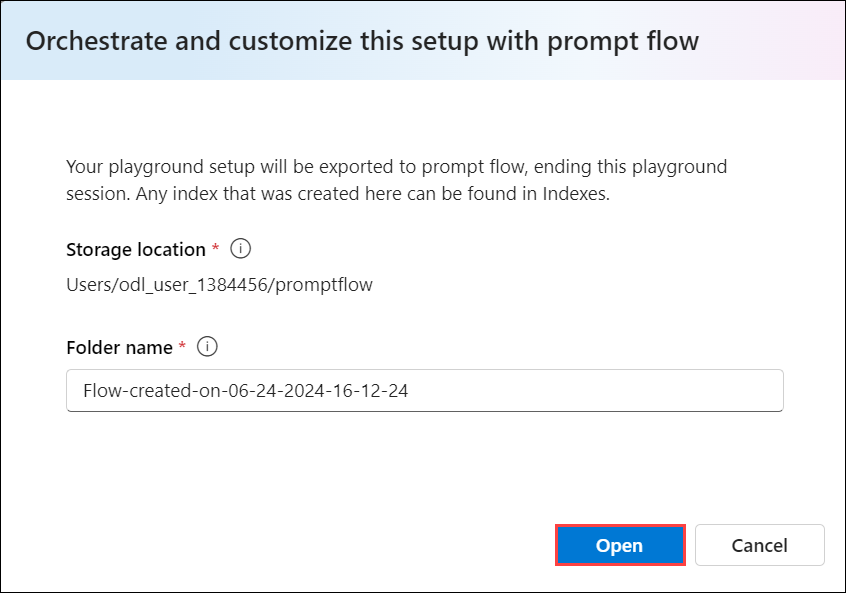 Orchestrate and customize this setup with prompt flow
Your playground setup will be exported to prompt flow, ending this playground
session. Any index that was created here can be found in Indexes.
Storage location *
Users/odl_user_1384456/promptflow
Folder name *
Flow-created-on-06-24-2024-16-12-24
Open Cancel